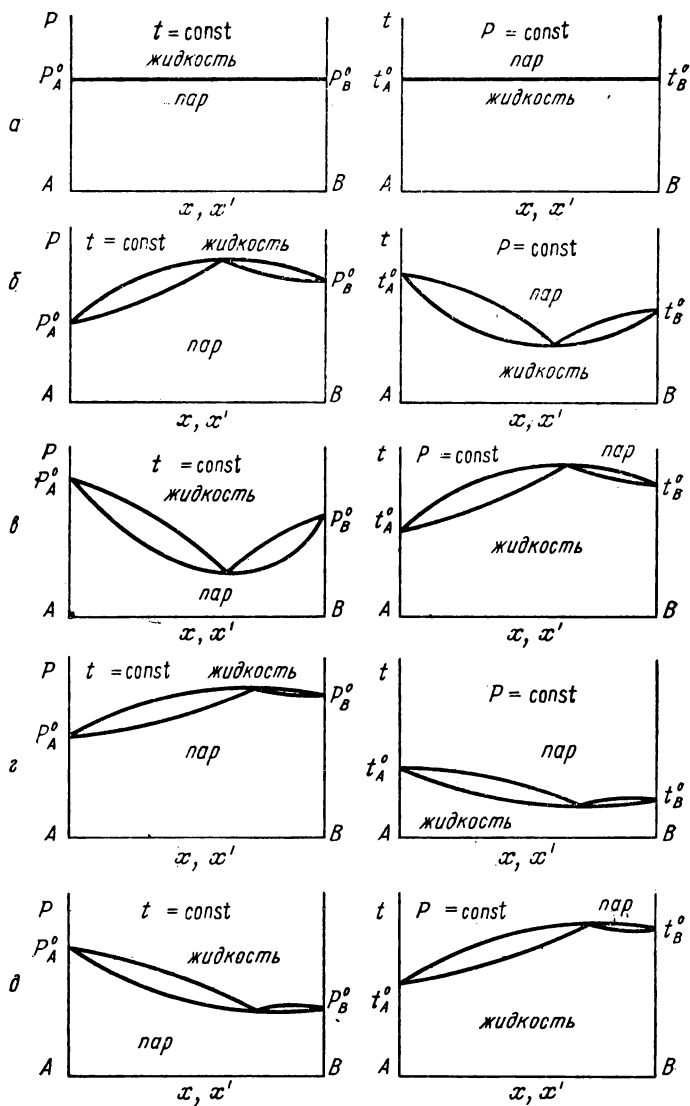 P t = const
жидкость
P°A P°B
пар
а
A B
x, x'
t P = const
пар
t°A t°B
жидкость
A B
x, x'
P t = const жидкость
б
P°B
P°A
пар
A B
x, x'
t P = const
t°A
пар
t°B
жидкость
A B
x, x'
P
P°A t = const
жидкость
P°B
в
пар
A B
x, x'
t P = const пар
t°B
t°A
жидкость
A B
x, x'
P t = const жидкость
P°B
P°A
пар
г
A B
x, x'
t
P = const
пар
t°A
t°B
жидкость
A B
x, x'
P t = const
P°A
жидкость
д
P°B
пар
A B
x, x'
t P = const пар
t°B
t°A
жидкость
A B
x, x'